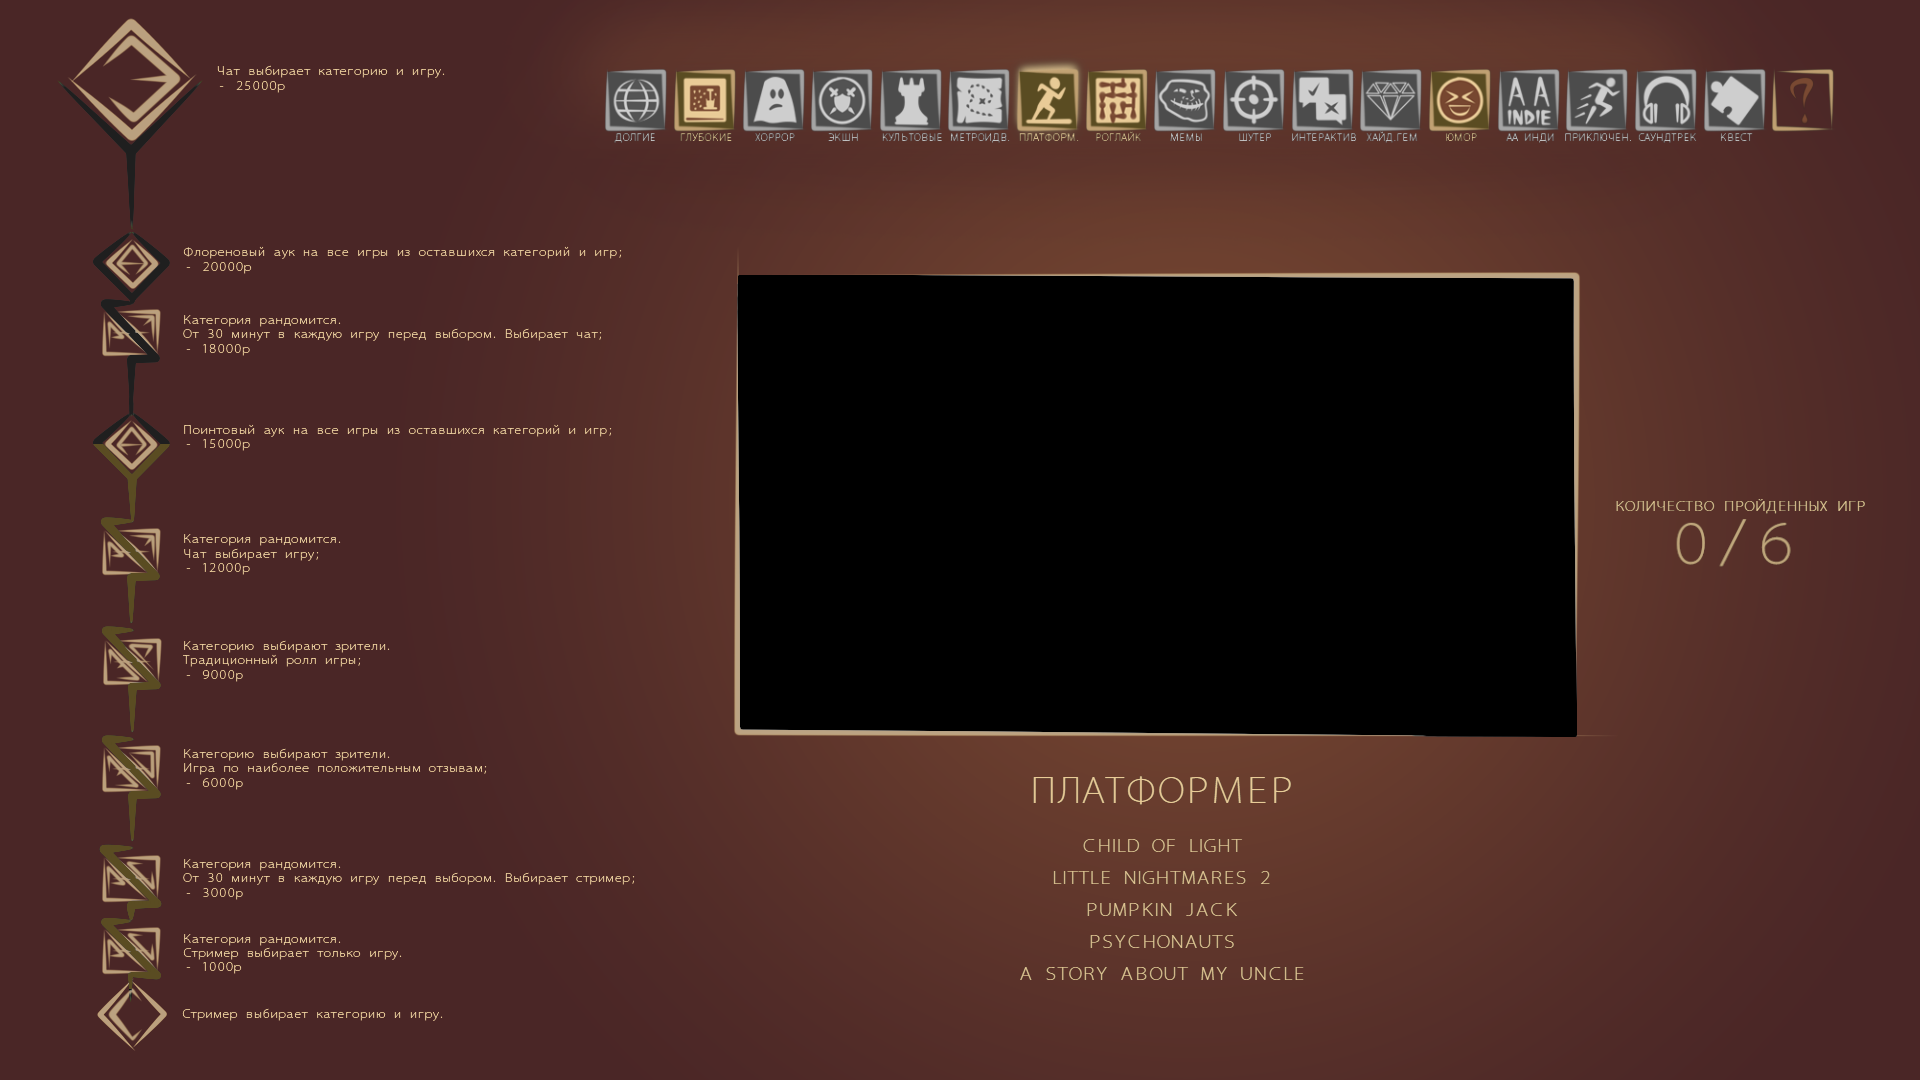 Чат выбирает категорию и игру.
- 25000р
ДОЛГИЕ
ГЛУБОКИЕ
ХОРРОР
ЭКШН
КУЛЬТОВЫЕ
МЕТРОИДВ.
ПЛАТФОРМ.
РОГЛАЙК
МЕМЫ
ШУТЕР
ИНТЕРАКТИВ
ХАЙД.ГЕМ
ЮМОР
AA INDIE
АА ИНДИ
ПРИКЛЮЧЕН.
САУНДТРЕК
КВЕСТ
?
Флореновый аук на все игры из оставшихся категорий и игр;
- 20000р
Категория рандомится.
От 30 минут в каждую игру перед выбором. Выбирает чат;
- 18000р
Поинтовый аук на все игры из оставшихся категорий и игр;
- 15000р
Категория рандомится.
Чат выбирает игру;
- 12000р
Категорию выбирают зрители.
Традиционный ролл игры;
- 9000р
Категорию выбирают зрители.
Игра по наиболее положительным отзывам;
- 6000р
Категория рандомится.
От 30 минут в каждую игру перед выбором. Выбирает стример;
- 3000р
Категория рандомится.
Стример выбирает только игру.
- 1000р
Стример выбирает категорию и игру.
КОЛИЧЕСТВО ПРОЙДЕННЫХ ИГР
0/6
ПЛАТФОРМЕР
CHILD OF LIGHT
LITTLE NIGHTMARES 2
PUMPKIN JACK
PSYCHONAUTS
A STORY ABOUT MY UNCLE